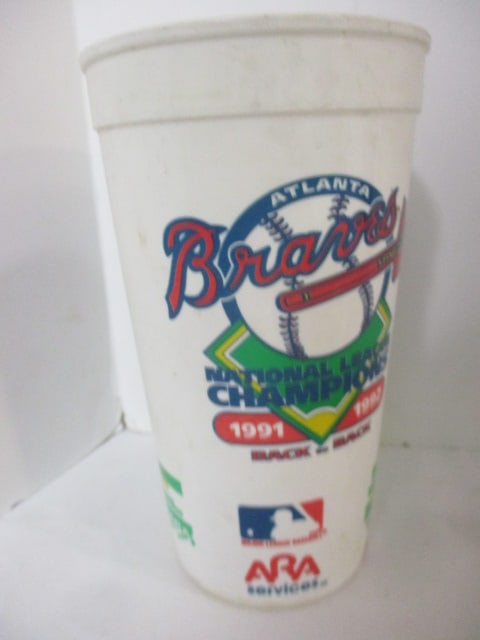 ATLANTA
Braves
NATIONAL LEAGUE
CHAMPIONS
1991 1992
BACK to BACK
ARA
services